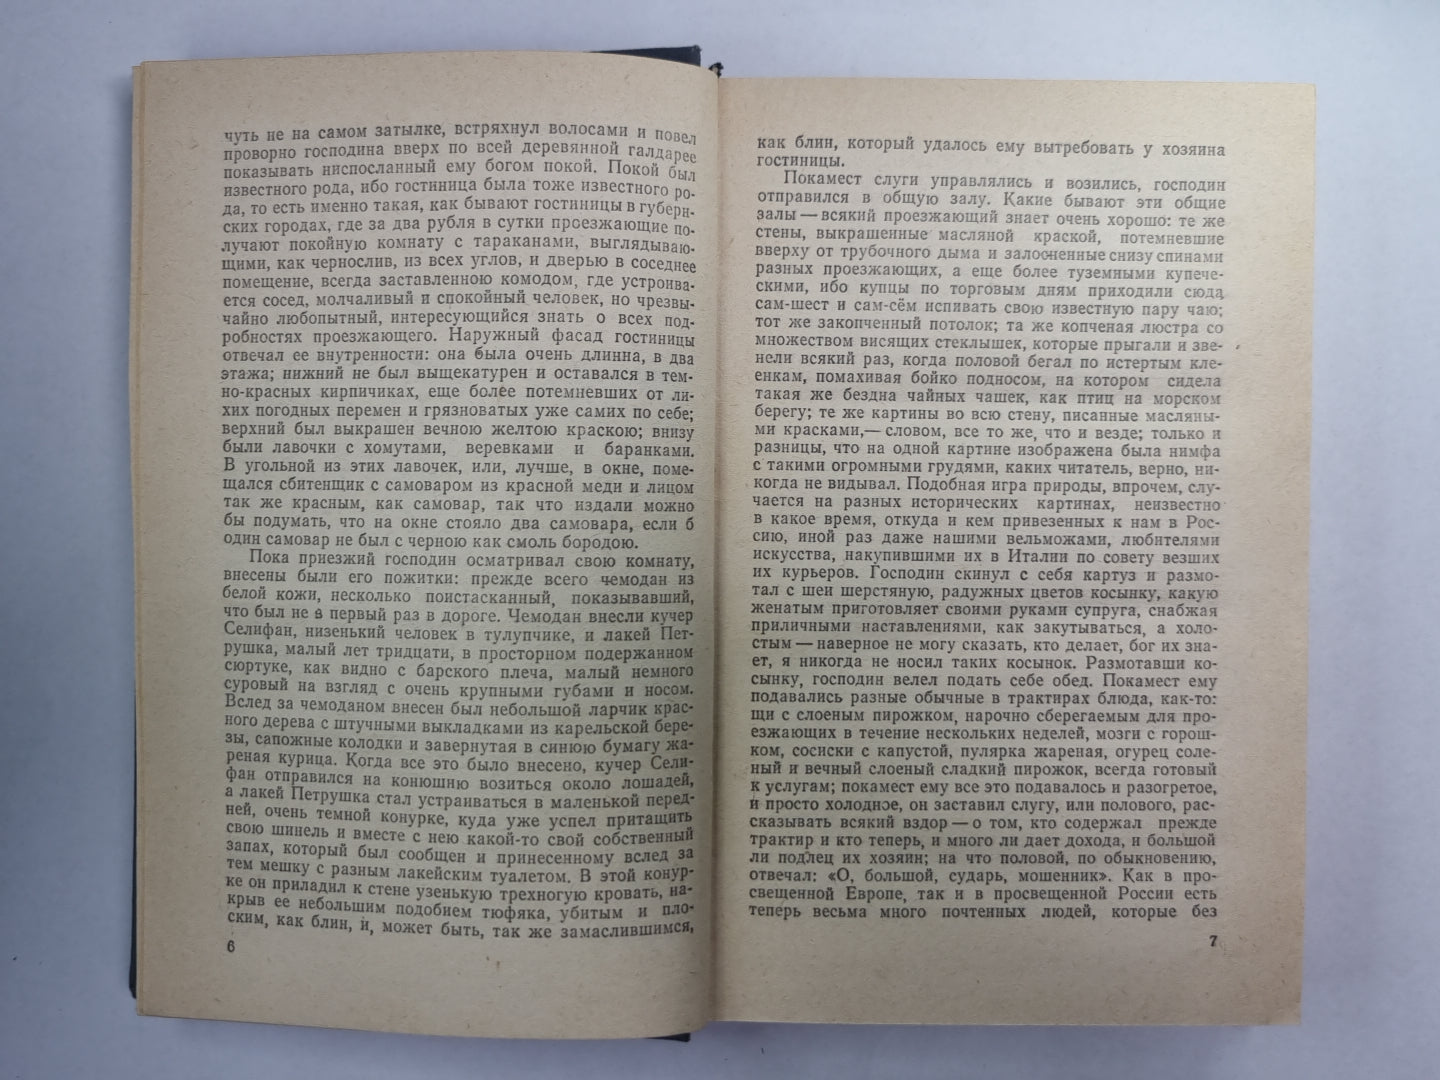 чуть не на самом затылке, встряхнул волосами и повел
проворно господина вверх по всей деревянной галдарее
показывать ниспосланный ему богом покой. Покой был
известного рода, ибо гостиница была тоже известного ро-
да, то есть именно такая, как бывают гостиницы в губерн-
ских городах, где за два рубля в сутки проезжающие по-
лучают покойную комнату с тараканами, выглядываю-
щими, как чернослив, из всех углов, и дверью в соседнее
помещение, всегда заставленною комодом, где устроива-
ется сосед, молчаливый и спокойный человек, но чрезвы-
чайно любопытный, интересующийся знать о всех под-
робностях проезжающего. Наружный фасад гостиницы
отвечал ее внутренности: она была очень длинна, в два
этажа; нижний не был выщекатурен и оставался в тем-
но-красных кирпичиках, еще более потемневших от ли-
хих погодных перемен и грязноватых уже самих по себе;
верхний был выкрашен вечною желтою краскою; внизу
были лавочки с хомутами, веревками и баранками.
В угольной из этих лавочек, или, лучше, в окне, поме-
щался сбитенщик с самоваром из красной меди и лицом
так же красным, как самовар, так что издали можно
бы подумать, что на окне стояло два самовара, если б
один самовар не был с черною как смоль бородою.
Пока приезжий господин осматривал свою комнату,
внесены были его пожитки: прежде всего чемодан из
белой кожи, несколько поистасканный, показывавший,
что был не в первый раз в дороге. Чемодан внесли кучер
Селифан, низенький человек в тулупчике, и лакей Пет-
рушка, малый лет тридцати, в просторном подержанном
сюртуке, как видно с барского плеча, малый немного
суровый на взгляд с очень крупными губами и носом.
Вслед за чемоданом внесен был небольшой ларчик крас-
ного дерева с штучными выкладками из карельской бере-
зы, сапожные колодки и завернутая в синюю бумагу жа-
реная курица. Когда все это было внесено, кучер Сели-
фан отправился на конюшню возиться около лошадей,
а лакей Петрушка стал устраиваться в маленькой перед-
ней, очень темной конурке, куда уже успел притащить
свою шинель и вместе с нею какой-то свой собственный
запах, который был сообщен и принесенному вслед за
тем мешку с разным лакейским туалетом. В этой конур-
ке он приладил к стене узенькую трехногую кровать, на-
крыв ее небольшим подобием тюфяка, убитым и пло-
ским, как блин, и, может быть, так же замаслившимся,
6
как блин, который удалось ему вытребовать у хозяина
гостиницы.
Покамест слуги управлялись и возились, господин
отправился в общую залу. Какие бывают эти общие
залы — всякий проезжающий знает очень хорошо: те же
стены, выкрашенные масляной краской, потемневшие
вверху от трубочного дыма и залосненные снизу спинами
разных проезжающих, а еще более туземными купече-
скими, ибо купцы по торговым дням приходили сюда
сам-шест и сам-сём испивать свою известную пару чаю;
тот же закопченный потолок; та же копченая люстра со
множеством висящих стеклышек, которые прыгали и зве-
нели всякий раз, когда половой бегал по истертым кле-
енкам, помахивая бойко подносом, на котором сидела
такая же бездна чайных чашек, как птиц на морском
берегу; те же картины во всю стену, писанные масляны-
ми красками,— словом, все то же, что и везде; только и
разницы, что на одной картине изображена была нимфа
с такими огромными грудями, каких читатель, верно, ни-
когда не видывал. Подобная игра природы, впрочем, слу-
чается на разных исторических картинах, неизвестно
в какое время, откуда и кем привезенных к нам в Рос-
сию, иной раз даже нашими вельможами, любителями
искусства, накупившими их в Италии по совету везших
их курьеров. Господин скинул с себя картуз и размо-
тал с шеи шерстяную, радужных цветов косынку, какую
женатым приготовляет своими руками супруга, снабжая
приличными наставлениями, как закутываться, а холо-
стым — наверное не могу сказать, кто делает, бог их зна-
ет, я никогда не носил таких косынок. Размотавши ко-
сынку, господин велел подать себе обед. Покамест ему
подавались разные обычные в трактирах блюда, как-то:
щи с слоеным пирожком, нарочно сберегаемым для про-
езжающих в течение нескольких неделей, мозги с горош-
ком, сосиски с капустой, пулярка жареная, огурец соле-
ный и вечный слоеный сладкий пирожок, всегда готовый
к услугам; покамест ему все это подавалось и разогретое,
и просто холодное, он заставил слугу, или полового, рас-
сказывать всякий вздор — о том, кто содержал прежде
трактир и кто теперь, и много ли дает дохода, и большой
ли подлец их хозяин; на что половой, по обыкновению,
отвечал: «О, большой, сударь, мошенник». Как в про-
свещенной Европе, так и в просвещенной России есть
теперь весьма много почтенных людей, которые без
7